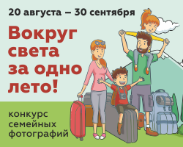 20 августа – 30 сентября
Вокруг
света
за одно
лето!
конкурс
семейных
фотографий